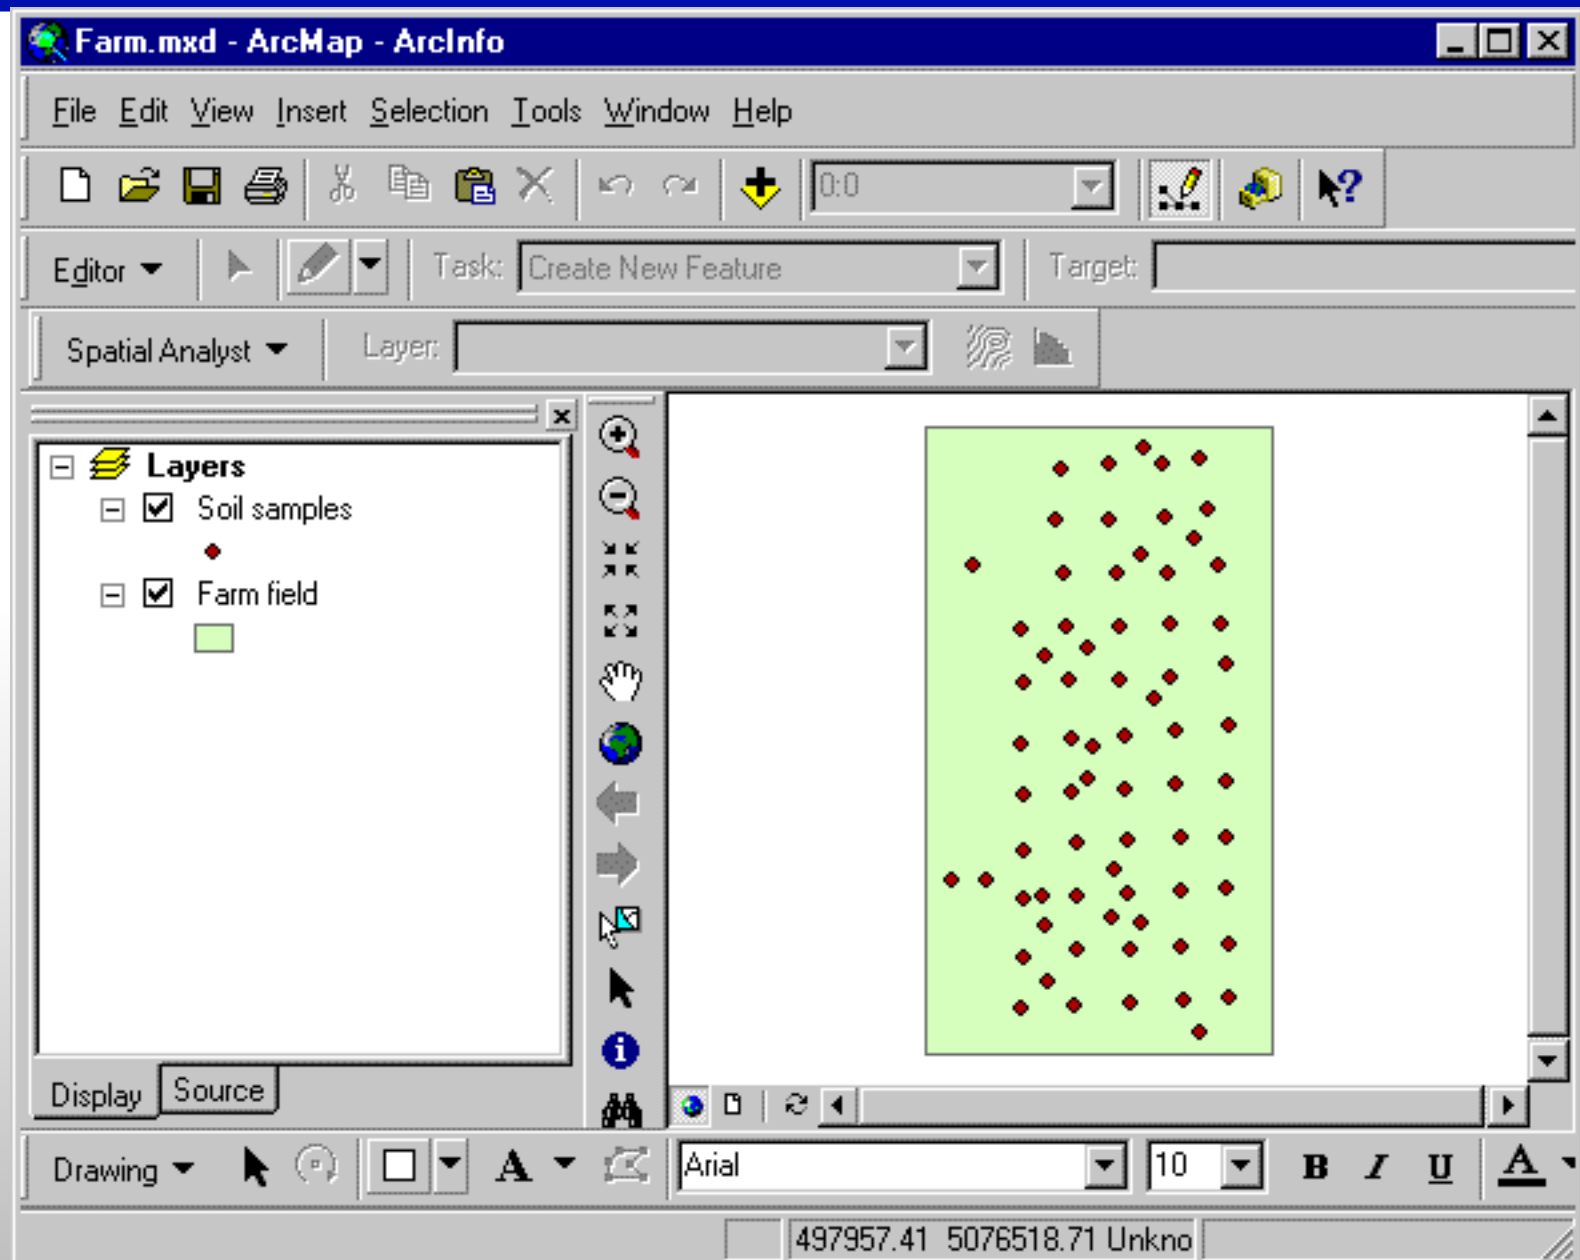 Farm.mxd - ArcMap - ArcInfo
File Edit View Insert Selection Tools Window Help
0:0
Editor Task: Create New Feature Target:
Spatial Analyst Layer:
Layers
Soil samples
Farm field
Display Source
Drawing A Arial 10 B I U A
497957.41 5076518.71 Unkno